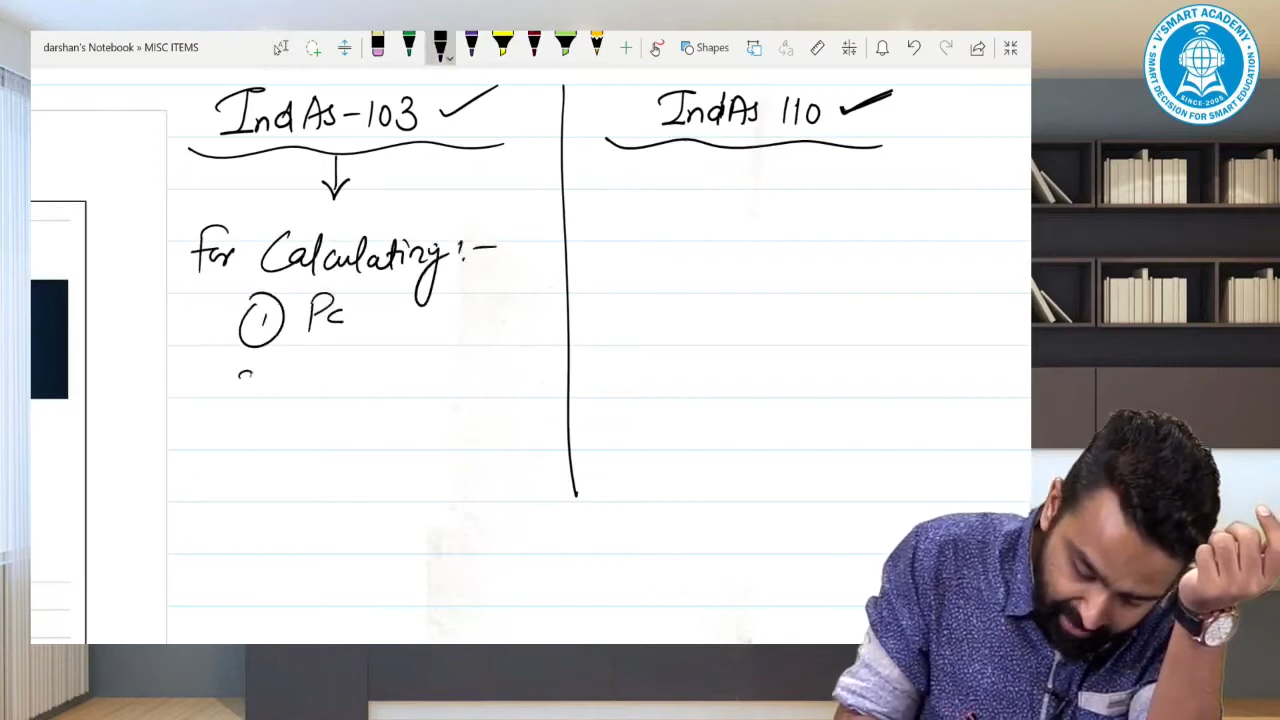 darshan's Notebook » MISC ITEMS
Shapes
V'SMART ACADEMY
SMART DECISION FOR SMART EDUCATION
SINCE-2005
IndAs-103
IndAs 110
For Calculating:-
① PC